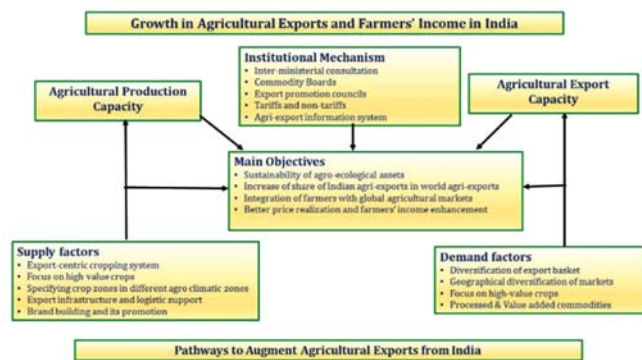 Growth in Agricultural Exports and Farmers' Income in India
Institutional Mechanism
• Inter-ministerial consultation
• Commodity Boards
• Export promotion councils
• Tariffs and non-tariffs
• Agri-export information system
Agricultural Production
Capacity
Agricultural Export
Capacity
Main Objectives
• Sustainability of agro-ecological assets
• Increase of share of Indian agri-exports in world agri-exports
• Integration of farmers with global agricultural markets
• Better price realization and farmers' income enhancement
Supply factors
• Export-centric cropping system
• Focus on high value crops
• Specifying crop zones in different agro climatic zones
• Export infrastructure and logistic support
• Brand building and its promotion
Demand factors
• Diversification of export basket
• Geographical diversification of markets
• Focus on high-value crops
• Processed & Value added commodities
Pathways to Augment Agricultural Exports from India